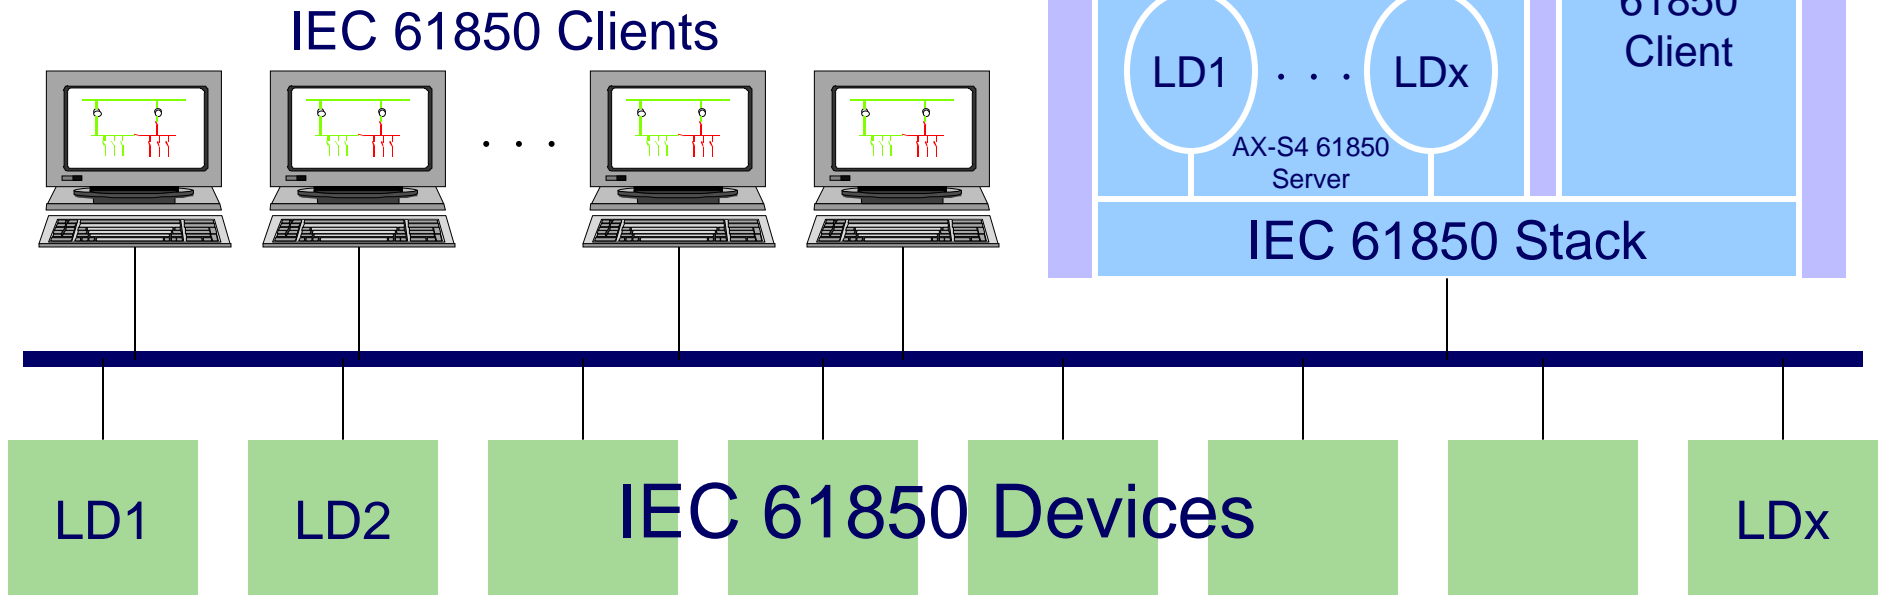 IEC 61850 Clients
. . .
61850
Client
LD1
. . .
LDx
AX-S4 61850
Server
IEC 61850 Stack
LD1
LD2
IEC 61850 Devices
LDx